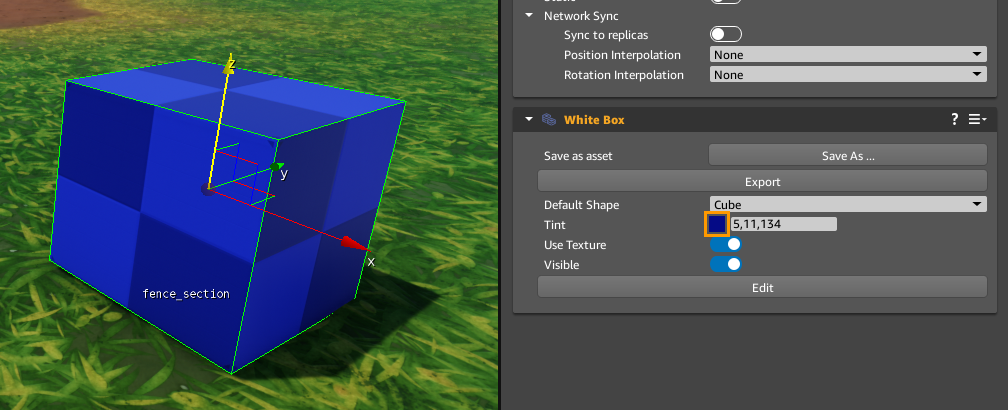 z
y
x
fence_section
Network Sync
Sync to replicas
Position Interpolation None
Rotation Interpolation None
White Box ?
Save as asset Save As ...
Export
Default Shape Cube
Tint 5,11,134
Use Texture
Visible
Edit